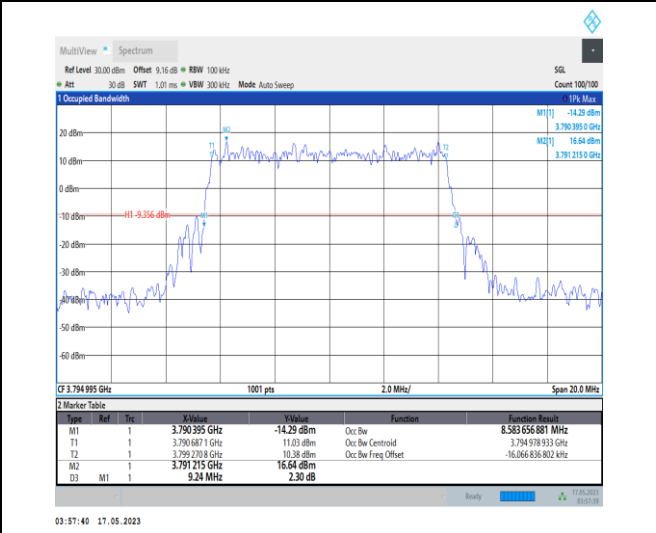 MultiView Spectrum
Ref Level 30.00 dBm Offset 9.16 dB RBW 100 kHz SGL
Att 30 dB SWT 1.01 ms VBW 300 kHz Mode Auto Sweep Count 100/100
1 Occupied Bandwidth 1Pk Max
M1[1] -14.29 dBm
3.790 395 0 GHz
M2[1] 16.64 dBm
3.791 215 0 GHz
M2
T1
T2
20 dBm
10 dBm
0 dBm
-10 dBm
H1 -9.356 dBm
M1
D3
-20 dBm
-30 dBm
-40 dBm
-50 dBm
-60 dBm
CF 3.794 995 GHz 1001 pts 2.0 MHz/ Span 20.0 MHz
2 Marker Table
Type Ref Trc X-Value Y-Value Function Function Result
M1 1 3.790 395 GHz -14.29 dBm Occ Bw 8.583 656 881 MHz
T1 1 3.790 687 1 GHz 11.03 dBm Occ Bw Centroid 3.794 978 933 GHz
T2 1 3.799 270 8 GHz 10.38 dBm Occ Bw Freq Offset -16.066 836 802 kHz
M2 1 3.791 215 GHz 16.64 dBm
D3 M1 1 9.24 MHz 2.30 dB
Ready 17.05.2023
03:57:39
03:57:40 17.05.2023